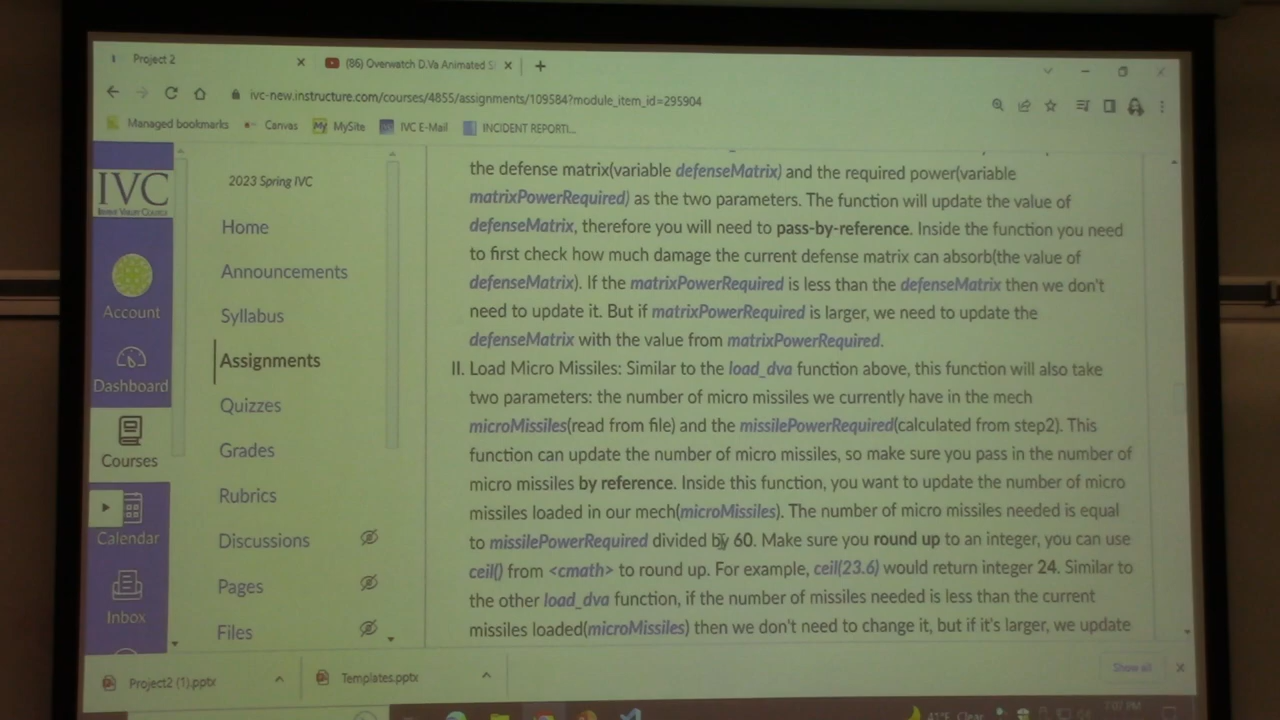 Project 2
(86) Overwatch D.Va Animated S
ivc-new.instructure.com/courses/4855/assignments/109584?module_item_id=295904
Managed bookmarks
Canvas
My MySite
IVC E-Mail
INCIDENT REPORTI...
IVC
IRVINE VALLEY COLLEGE
Account
Dashboard
Courses
Calendar
Inbox
2023 Spring IVC
Home
Announcements
Syllabus
Assignments
Quizzes
Grades
Rubrics
Discussions
Pages
Files
the defense matrix(variable defenseMatrix) and the required power(variable
matrixPowerRequired) as the two parameters. The function will update the value of
defenseMatrix, therefore you will need to pass-by-reference. Inside the function you need
to first check how much damage the current defense matrix can absorb(the value of
defenseMatrix). If the matrixPowerRequired is less than the defenseMatrix then we don't
need to update it. But if matrixPowerRequired is larger, we need to update the
defenseMatrix with the value from matrixPowerRequired.
II. Load Micro Missiles: Similar to the load_dva function above, this function will also take
two parameters: the number of micro missiles we currently have in the mech
microMissiles(read from file) and the missilePowerRequired(calculated from step2). This
function can update the number of micro missiles, so make sure you pass in the number of
micro missiles by reference. Inside this function, you want to update the number of micro
missiles loaded in our mech(microMissiles). The number of micro missiles needed is equal
to missilePowerRequired divided by 60. Make sure you round up to an integer, you can use
ceil() from <cmath> to round up. For example, ceil(23.6) would return integer 24. Similar to
the other load_dva function, if the number of missiles needed is less than the current
missiles loaded(microMissiles) then we don't need to change it, but if it's larger, we update
Project2 (1).pptx
Templates.pptx
Show all
41°F Clear
7:07 PM